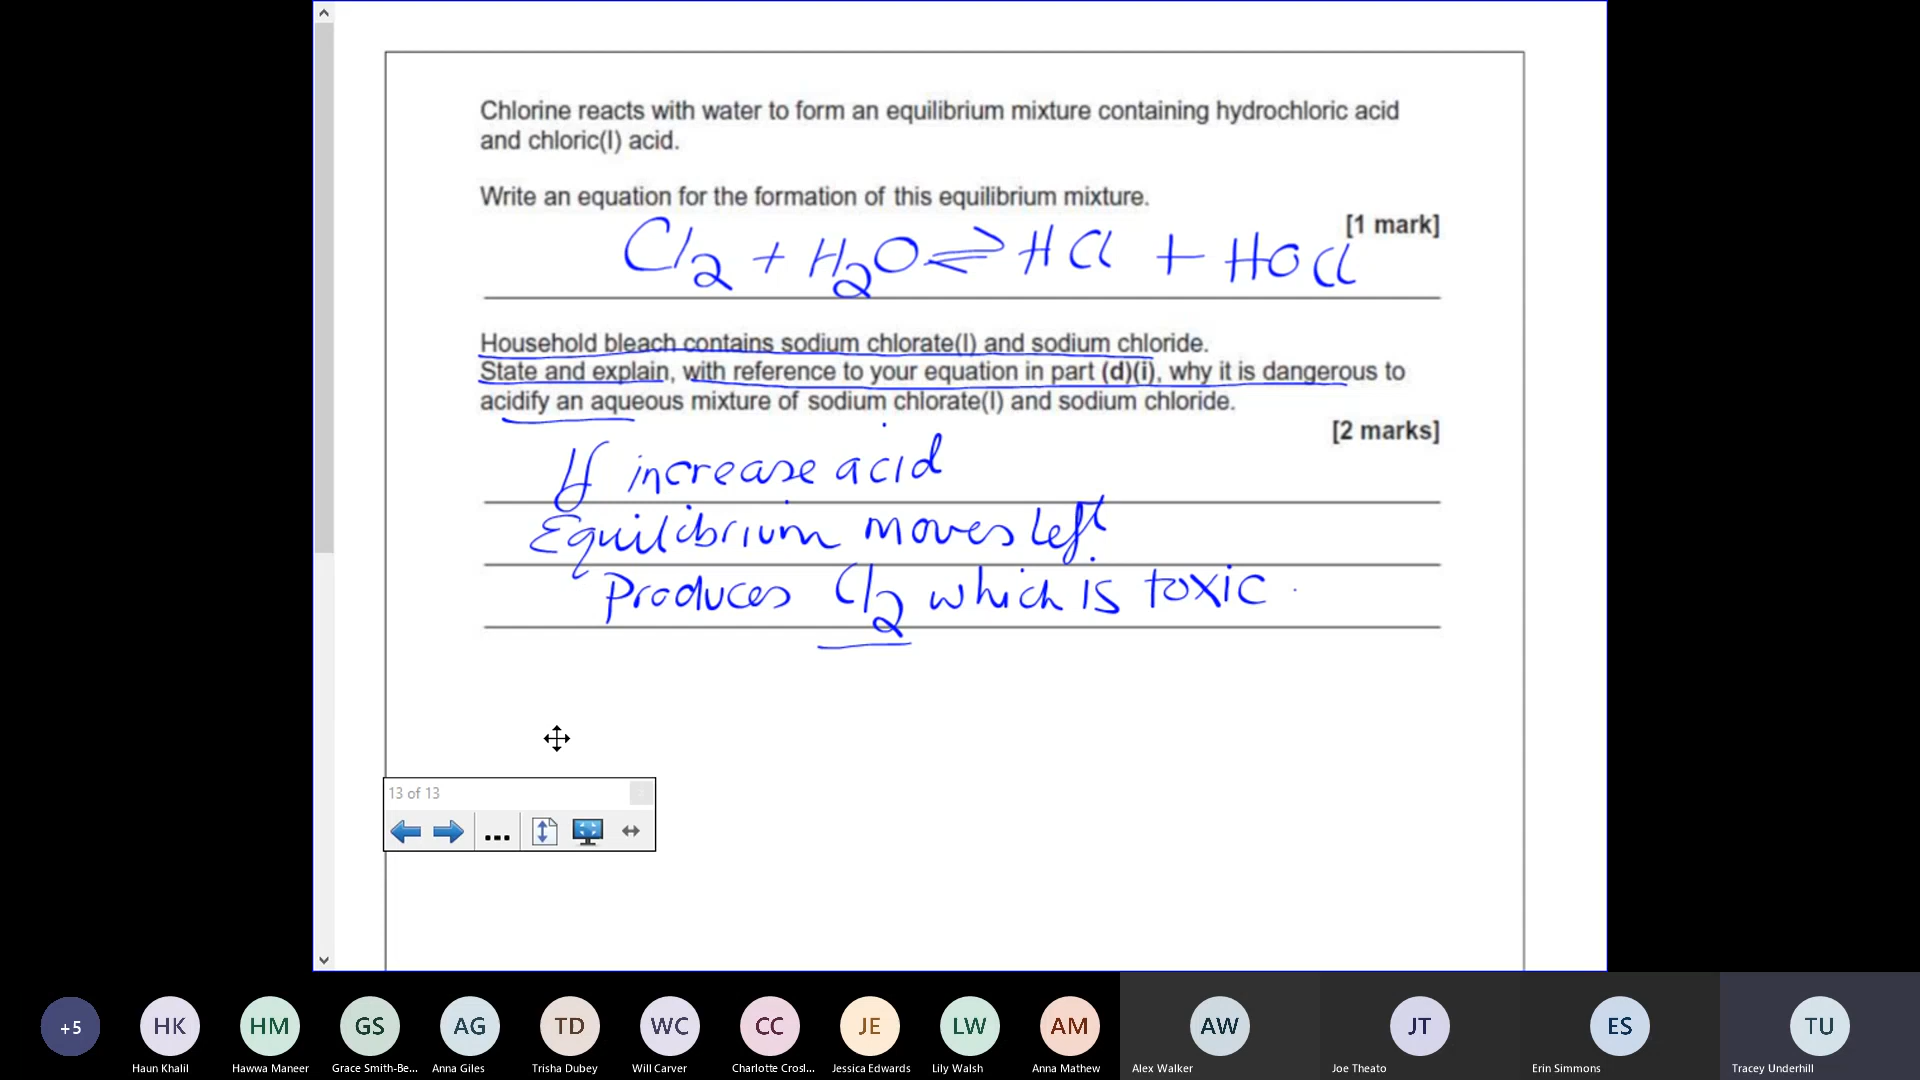 Chlorine reacts with water to form an equilibrium mixture containing hydrochloric acid
and chloric(I) acid.
Write an equation for the formation of this equilibrium mixture.
[1 mark]
Cl2 + H2O ⇌ HCl + HOCl
Household bleach contains sodium chlorate(I) and sodium chloride.
State and explain, with reference to your equation in part (d)(i), why it is dangerous to
acidify an aqueous mixture of sodium chlorate(I) and sodium chloride.
[2 marks]
If increase acid
Equilibrium moves left
Produces Cl2 which is toxic.
13 of 13
+5 HK HM GS AG TD WC CC JE LW AM AW JT ES TU
Haun Khalil Hawwa Maneer Grace Smith-Be... Anna Giles Trisha Dubey Will Carver Charlotte Crosl... Jessica Edwards Lily Walsh Anna Mathew Alex Walker Joe Theato Erin Simmons Tracey Underhill